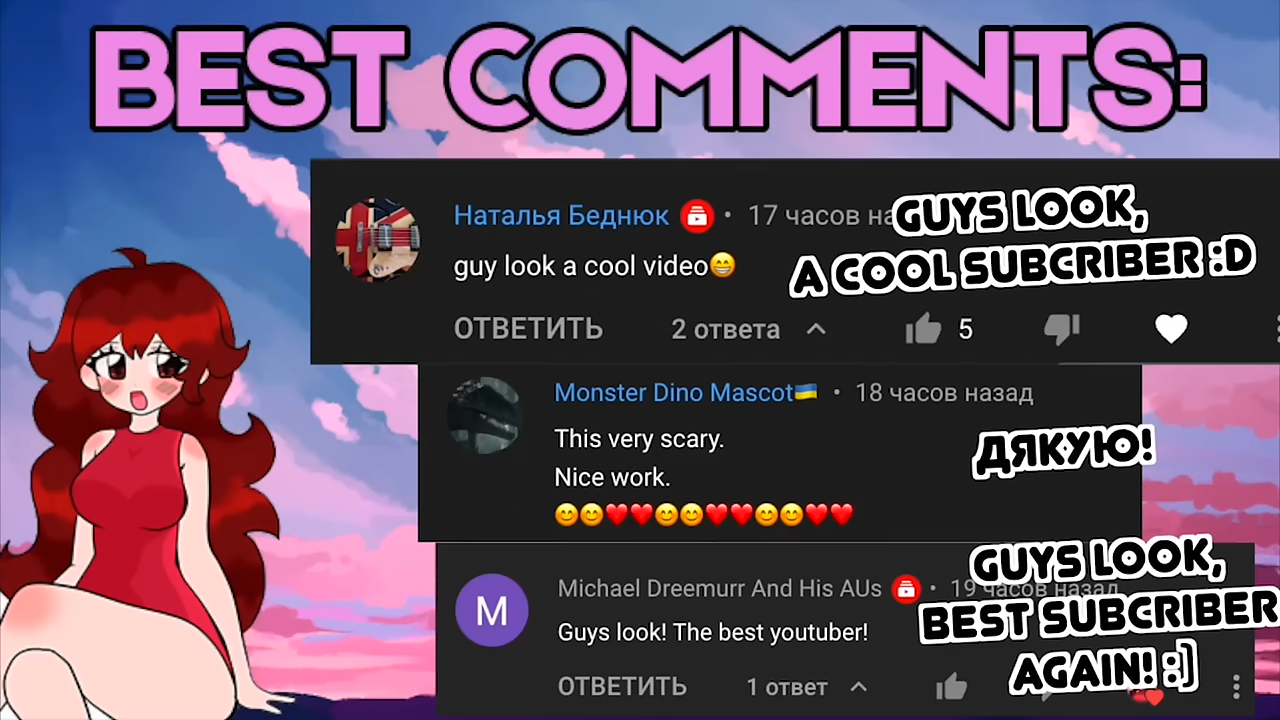 BEST COMMENTS:
Наталья Беднюк • 17 часов на
GUYS LOOK,
A COOL SUBCRIBER :D
guy look a cool video😁
ОТВЕТИТЬ 2 ответа 5
Monster Dino Mascot🇺🇦 • 18 часов назад
This very scary.
Nice work.
😊😊❤️❤️😊😊❤️❤️😊😊❤️❤️
ДЯКУЮ!
Michael Dreemurr And His AUs • 19 часов назад
Guys look! The best youtuber!
GUYS LOOK,
BEST SUBCRIBER
AGAIN! :)
M
ОТВЕТИТЬ 1 ответ